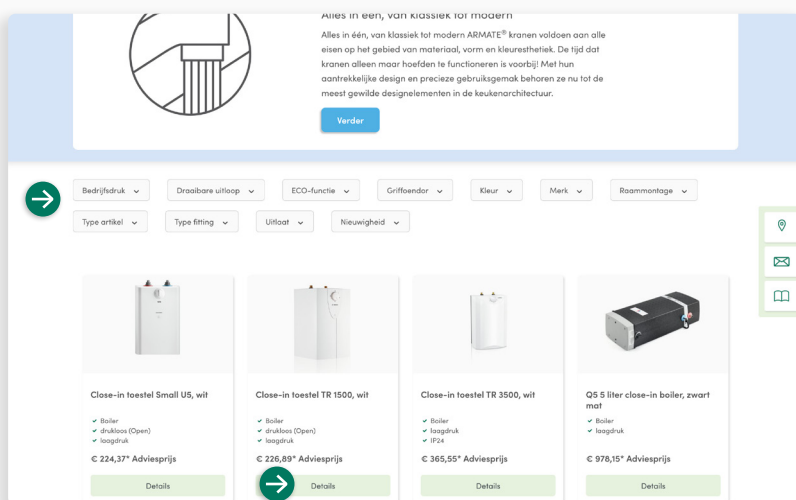 Alles in één, van klassiek tot modern
Alles in één, van klassiek tot modern ARMATE® kranen voldoen aan alle
eisen op het gebied van materiaal, vorm en kleuresthetiek. De tijd dat
kranen alleen maar hoefden te functioneren is voorbij! Met hun
aantrekkelijke design en precieze gebruiksgemak behoren ze nu tot de
meest gewilde designelementen in de keukenarchitectuur.
Verder
Bedrijfsdruk Draaibare uitloop ECO-functie Griffoendor Kleur Merk Raammontage
Type artikel Type fitting Uitlaat Nieuwigheid
Close-in toestel Small U5, wit
Boiler
drukloos (Open)
laagdruk
€ 224,37* Adviesprijs
Details
Close-in toestel TR 1500, wit
Boiler
drukloos (Open)
laagdruk
€ 226,89* Adviesprijs
Details
Close-in toestel TR 3500, wit
Boiler
laagdruk
IP24
€ 365,55* Adviesprijs
Details
Q5 5 liter close-in boiler, zwart
mat
Boiler
laagdruk
€ 978,15* Adviesprijs
Details